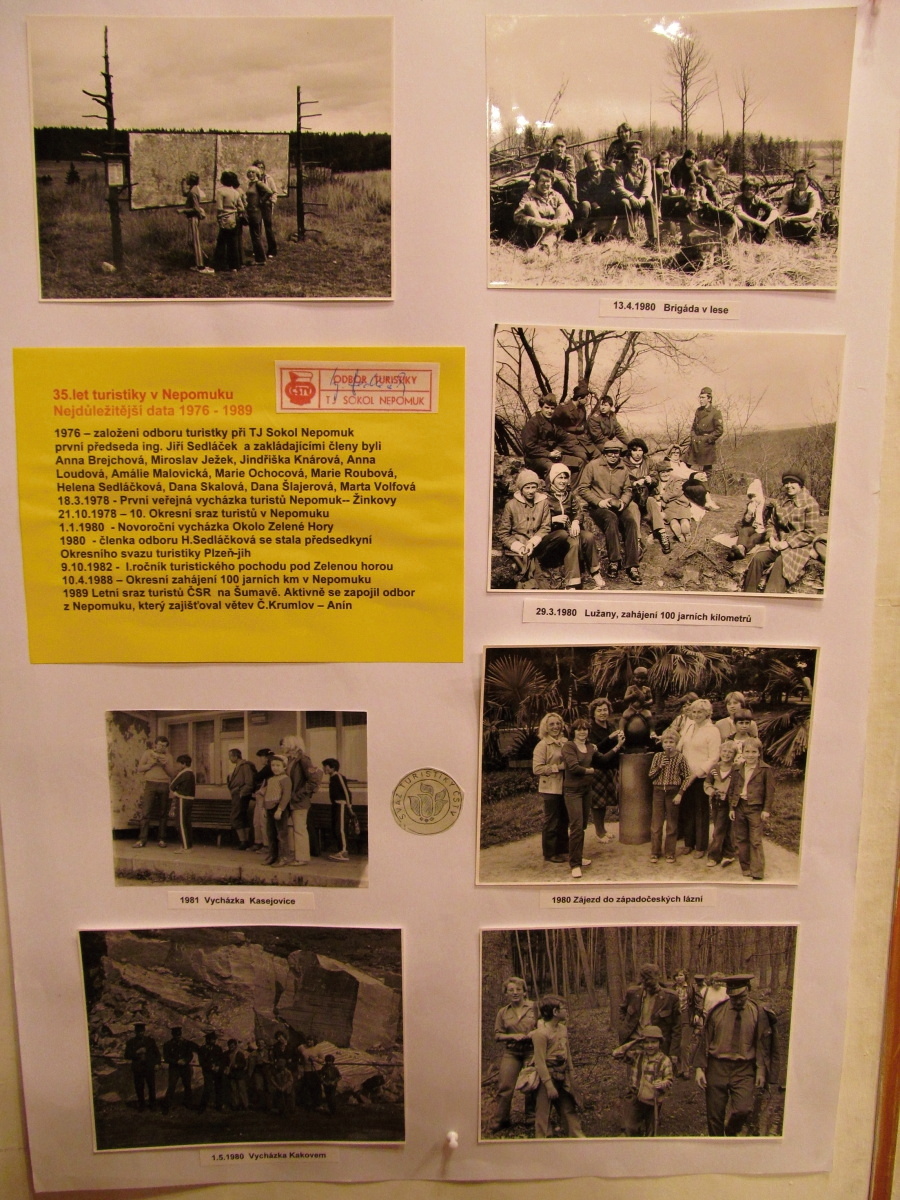 13.4.1980 Brigáda v lese
35.let turistiky v Nepomuku
Nejdůležitější data 1976 - 1989
ODBOR TURISTIKY
TJ SOKOL NEPOMUK
ČSTV
1976 – založení odboru turistky při TJ Sokol Nepomuk
první předseda ing. Jiří Sedláček a zakládajícími členy byli
Anna Brejchová, Miroslav Ježek, Jindřiška Knárová, Anna
Loudová, Amálie Malovická, Marie Ochocová, Marie Roubová,
Helena Sedláčková, Dana Skalová, Dana Šlajerová, Marta Volfová
18.3.1978 - První veřejná vycházka turistů Nepomuk-- Žinkovy
21.10.1978 – 10. Okresní sraz turistů v Nepomuku
1.1.1980 - Novoroční vycházka Okolo Zelené Hory
1980 - členka odboru H.Sedláčková se stala předsedkyní
Okresního svazu turistiky Plzeň-jih
9.10.1982 - I.ročník turistického pochodu pod Zelenou horou
10.4.1988 – Okresní zahájení 100 jarních km v Nepomuku
1989 Letní sraz turistů ČSR na Šumavě. Aktivně se zapojil odbor
z Nepomuku, který zajišťoval větev Č.Krumlov – Anín
29.3.1980 Lužany, zahájení 100 jarních kilometrů
SVAZ TURISTIKY ČSTV
1981 Vycházka Kasejovice
1980 Zájezd do západočeských lázní
1.5.1980 Vycházka Kakovem